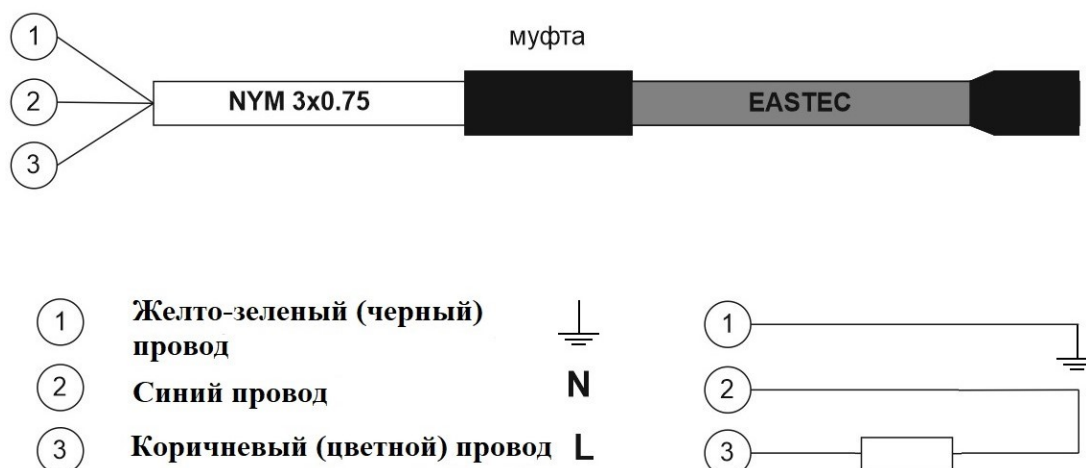 1
муфта
2
NYM 3x0.75
EASTEC
3
1
Желто-зеленый (черный)
провод
2
Синий провод
N
3
Коричневый (цветной) провод
L
1
2
3